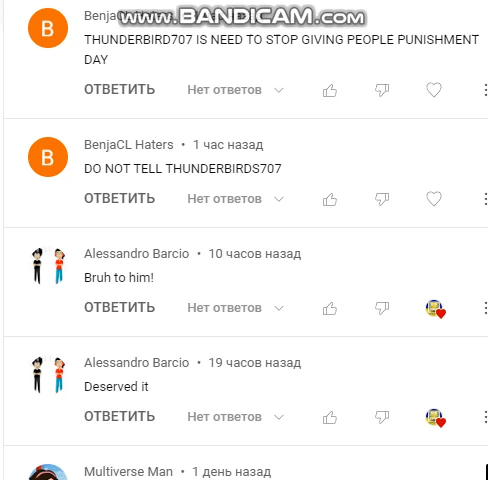 www.BANDICAM.com
THUNDERBIRD707 IS NEED TO STOP GIVING PEOPLE PUNISHMENT
DAY
ОТВЕТИТЬ Нет ответов
B
BenjaCL Haters • 1 час назад
DO NOT TELL THUNDERBIRDS707
ОТВЕТИТЬ Нет ответов
Alessandro Barcio • 10 часов назад
Bruh to him!
ОТВЕТИТЬ Нет ответов
Alessandro Barcio • 19 часов назад
Deserved it
ОТВЕТИТЬ Нет ответов
Multiverse Man • 1 день назад